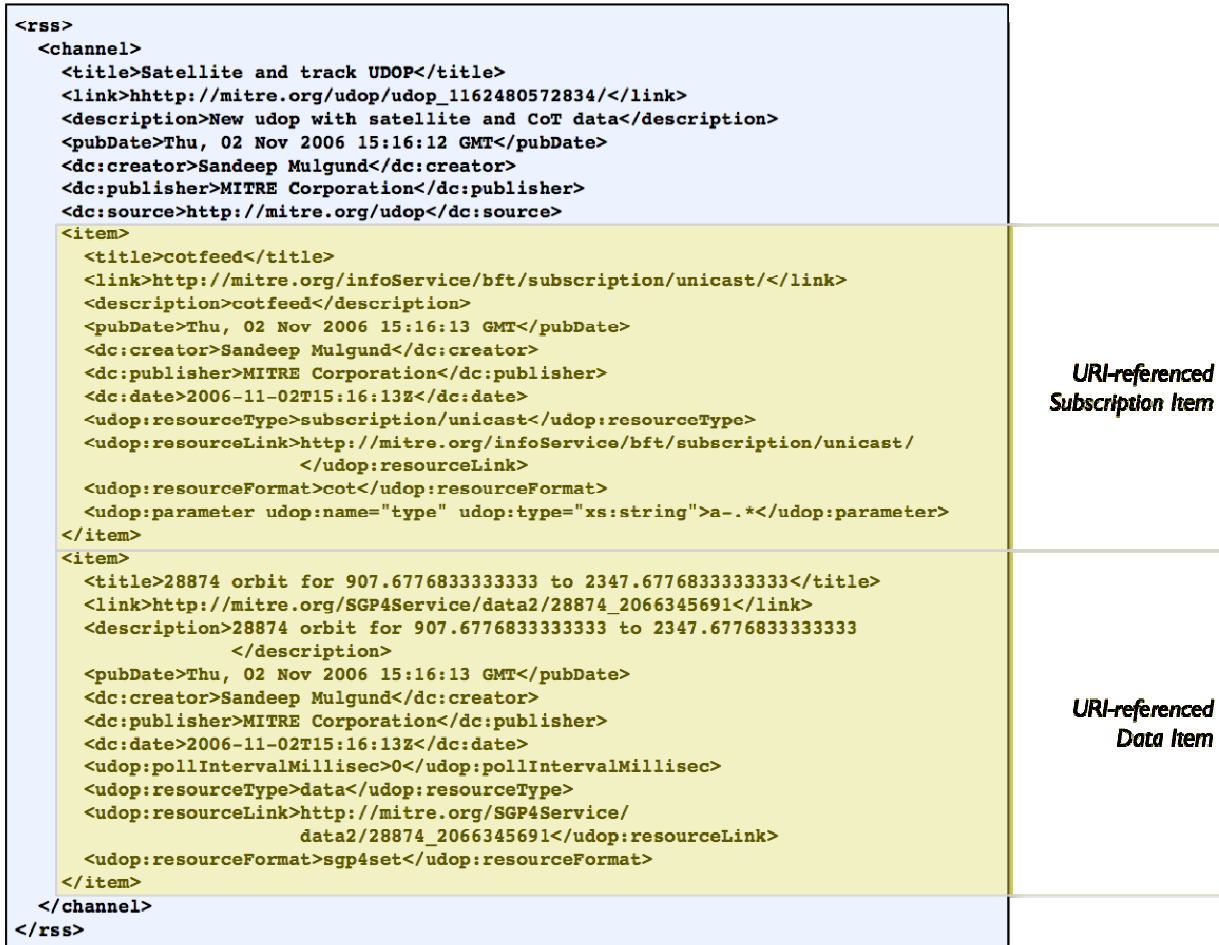 <rss>
<channel>
<title>Satellite and track UDOP</title>
<link>hhttp://mitre.org/udop/udop_1162480572834/</link>
<description>New udop with satellite and CoT data</description>
<pubDate>Thu, 02 Nov 2006 15:16:12 GMT</pubDate>
<dc:creator>Sandeep Mulgund</dc:creator>
<dc:publisher>MITRE Corporation</dc:publisher>
<dc:source>http://mitre.org/udop</dc:source>
<item>
<title>cotfeed</title>
<link>http://mitre.org/infoService/bft/subscription/unicast/</link>
<description>cotfeed</description>
<pubDate>Thu, 02 Nov 2006 15:16:13 GMT</pubDate>
<dc:creator>Sandeep Mulgund</dc:creator>
<dc:publisher>MITRE Corporation</dc:publisher>
<dc:date>2006-11-02T15:16:13Z</dc:date>
<udop:resourceType>subscription/unicast</udop:resourceType>
<udop:resourceLink>http://mitre.org/infoService/bft/subscription/unicast/
</udop:resourceLink>
<udop:resourceFormat>cot</udop:resourceFormat>
<udop:parameter udop:name="type" udop:type="xs:string">a-.*</udop:parameter>
</item>
URI-referenced
Subscription Item
<item>
<title>28874 orbit for 907.6776833333333 to 2347.6776833333333</title>
<link>http://mitre.org/SGP4Service/data2/28874_2066345691</link>
<description>28874 orbit for 907.6776833333333 to 2347.6776833333333
</description>
<pubDate>Thu, 02 Nov 2006 15:16:13 GMT</pubDate>
<dc:creator>Sandeep Mulgund</dc:creator>
<dc:publisher>MITRE Corporation</dc:publisher>
<dc:date>2006-11-02T15:16:13Z</dc:date>
<udop:pollIntervalMillisec>0</udop:pollIntervalMillisec>
<udop:resourceType>data</udop:resourceType>
<udop:resourceLink>http://mitre.org/SGP4Service/
data2/28874_2066345691</udop:resourceLink>
<udop:resourceFormat>sgp4set</udop:resourceFormat>
</item>
URI-referenced
Data Item
</channel>
</rss>